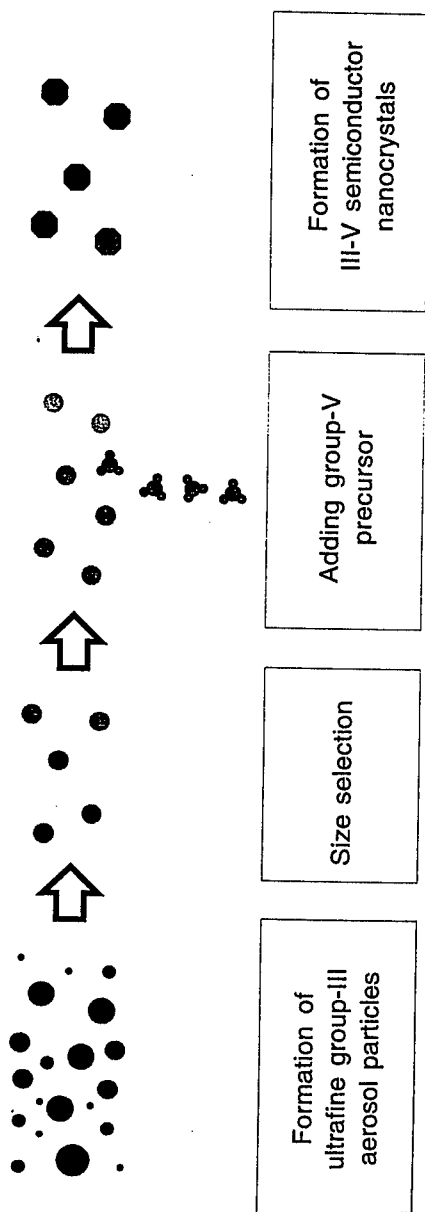 Formation of
ultrafine group-III
aerosol particles
Size selection
Adding group-V
precursor
Formation of
III-V semiconductor
nanocrystals